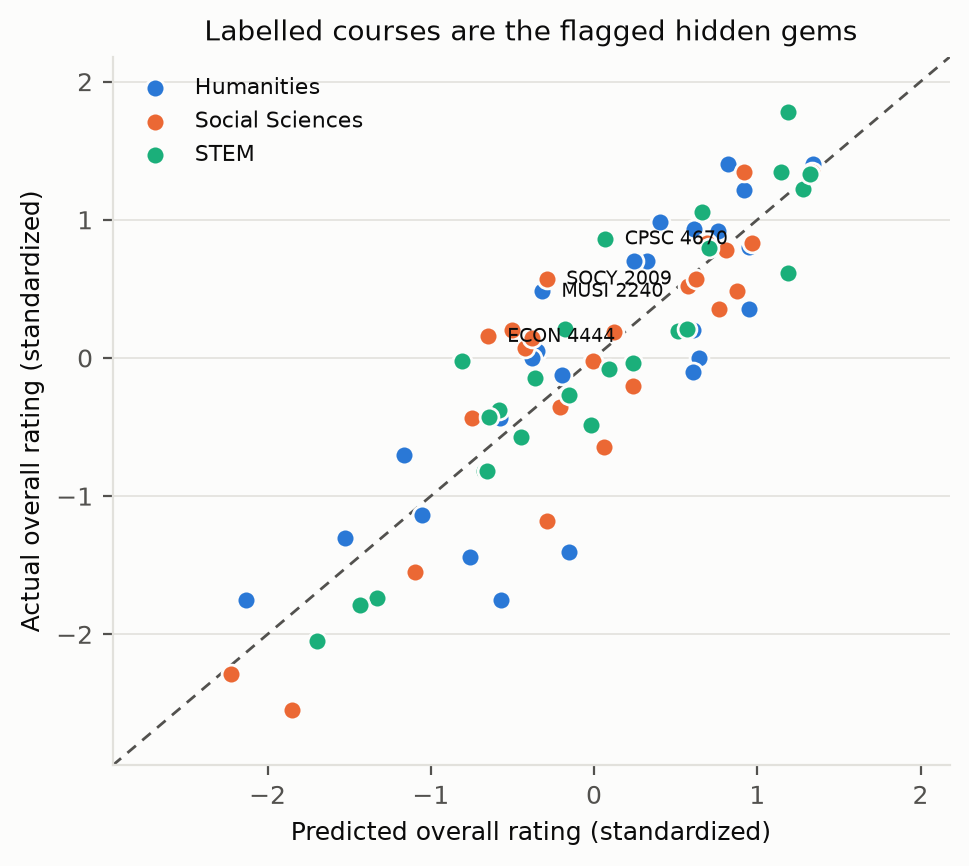 Labelled courses are the flagged hidden gems
Humanities
Social Sciences
STEM
CPSC 4670
SOCY 2009
MUSI 2240
ECON 4444
2
1
0
−1
−2
Actual overall rating (standardized)
−2
−1
0
1
2
Predicted overall rating (standardized)